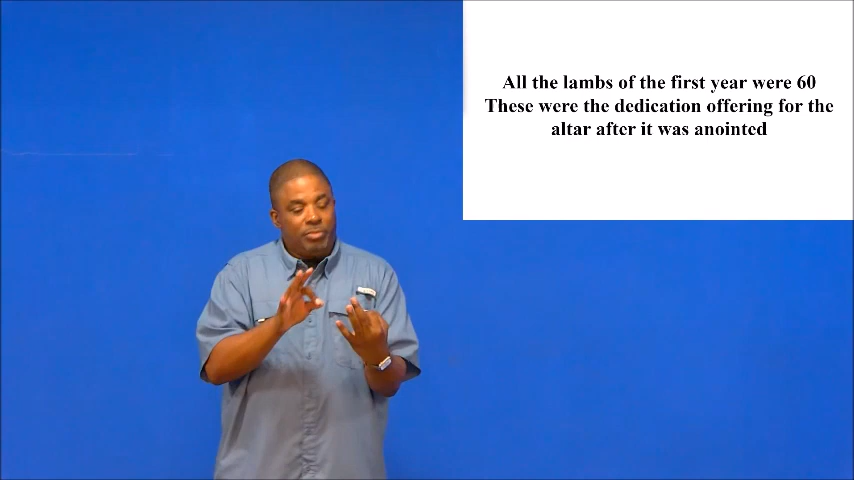 All the lambs of the first year were 60
These were the dedication offering for the
altar after it was anointed